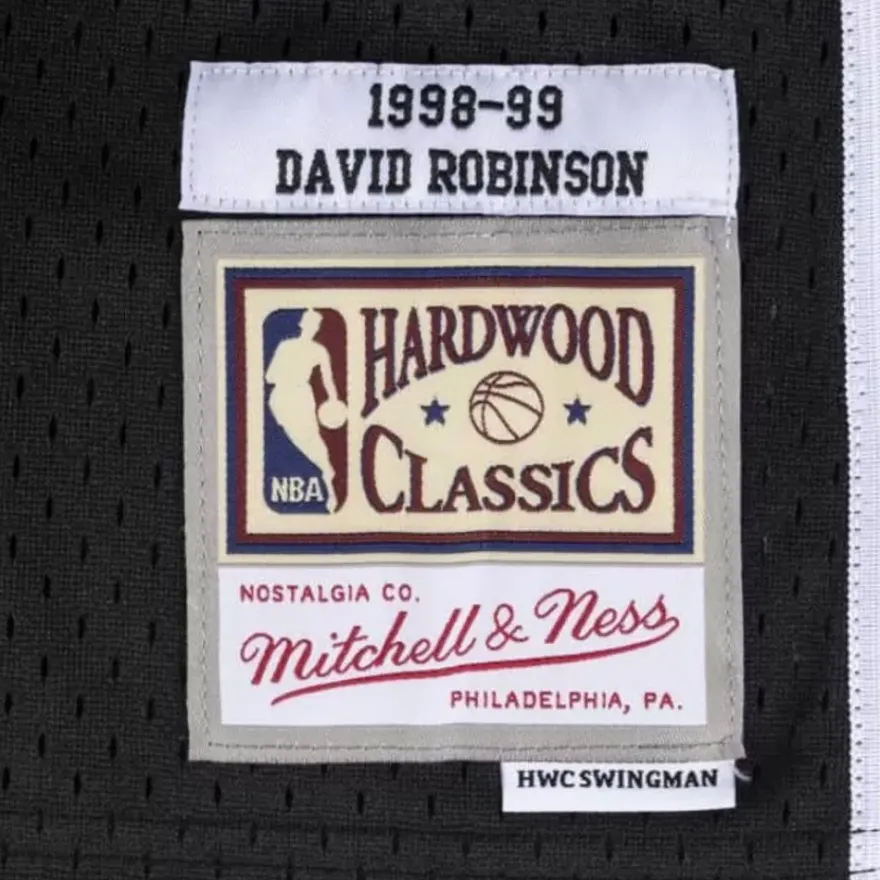 1998-99
DAVID ROBINSON
HARDWOOD
CLASSICS
NBA
NOSTALGIA CO.
Mitchell & Ness
PHILADELPHIA, PA.
HWC SWINGMAN